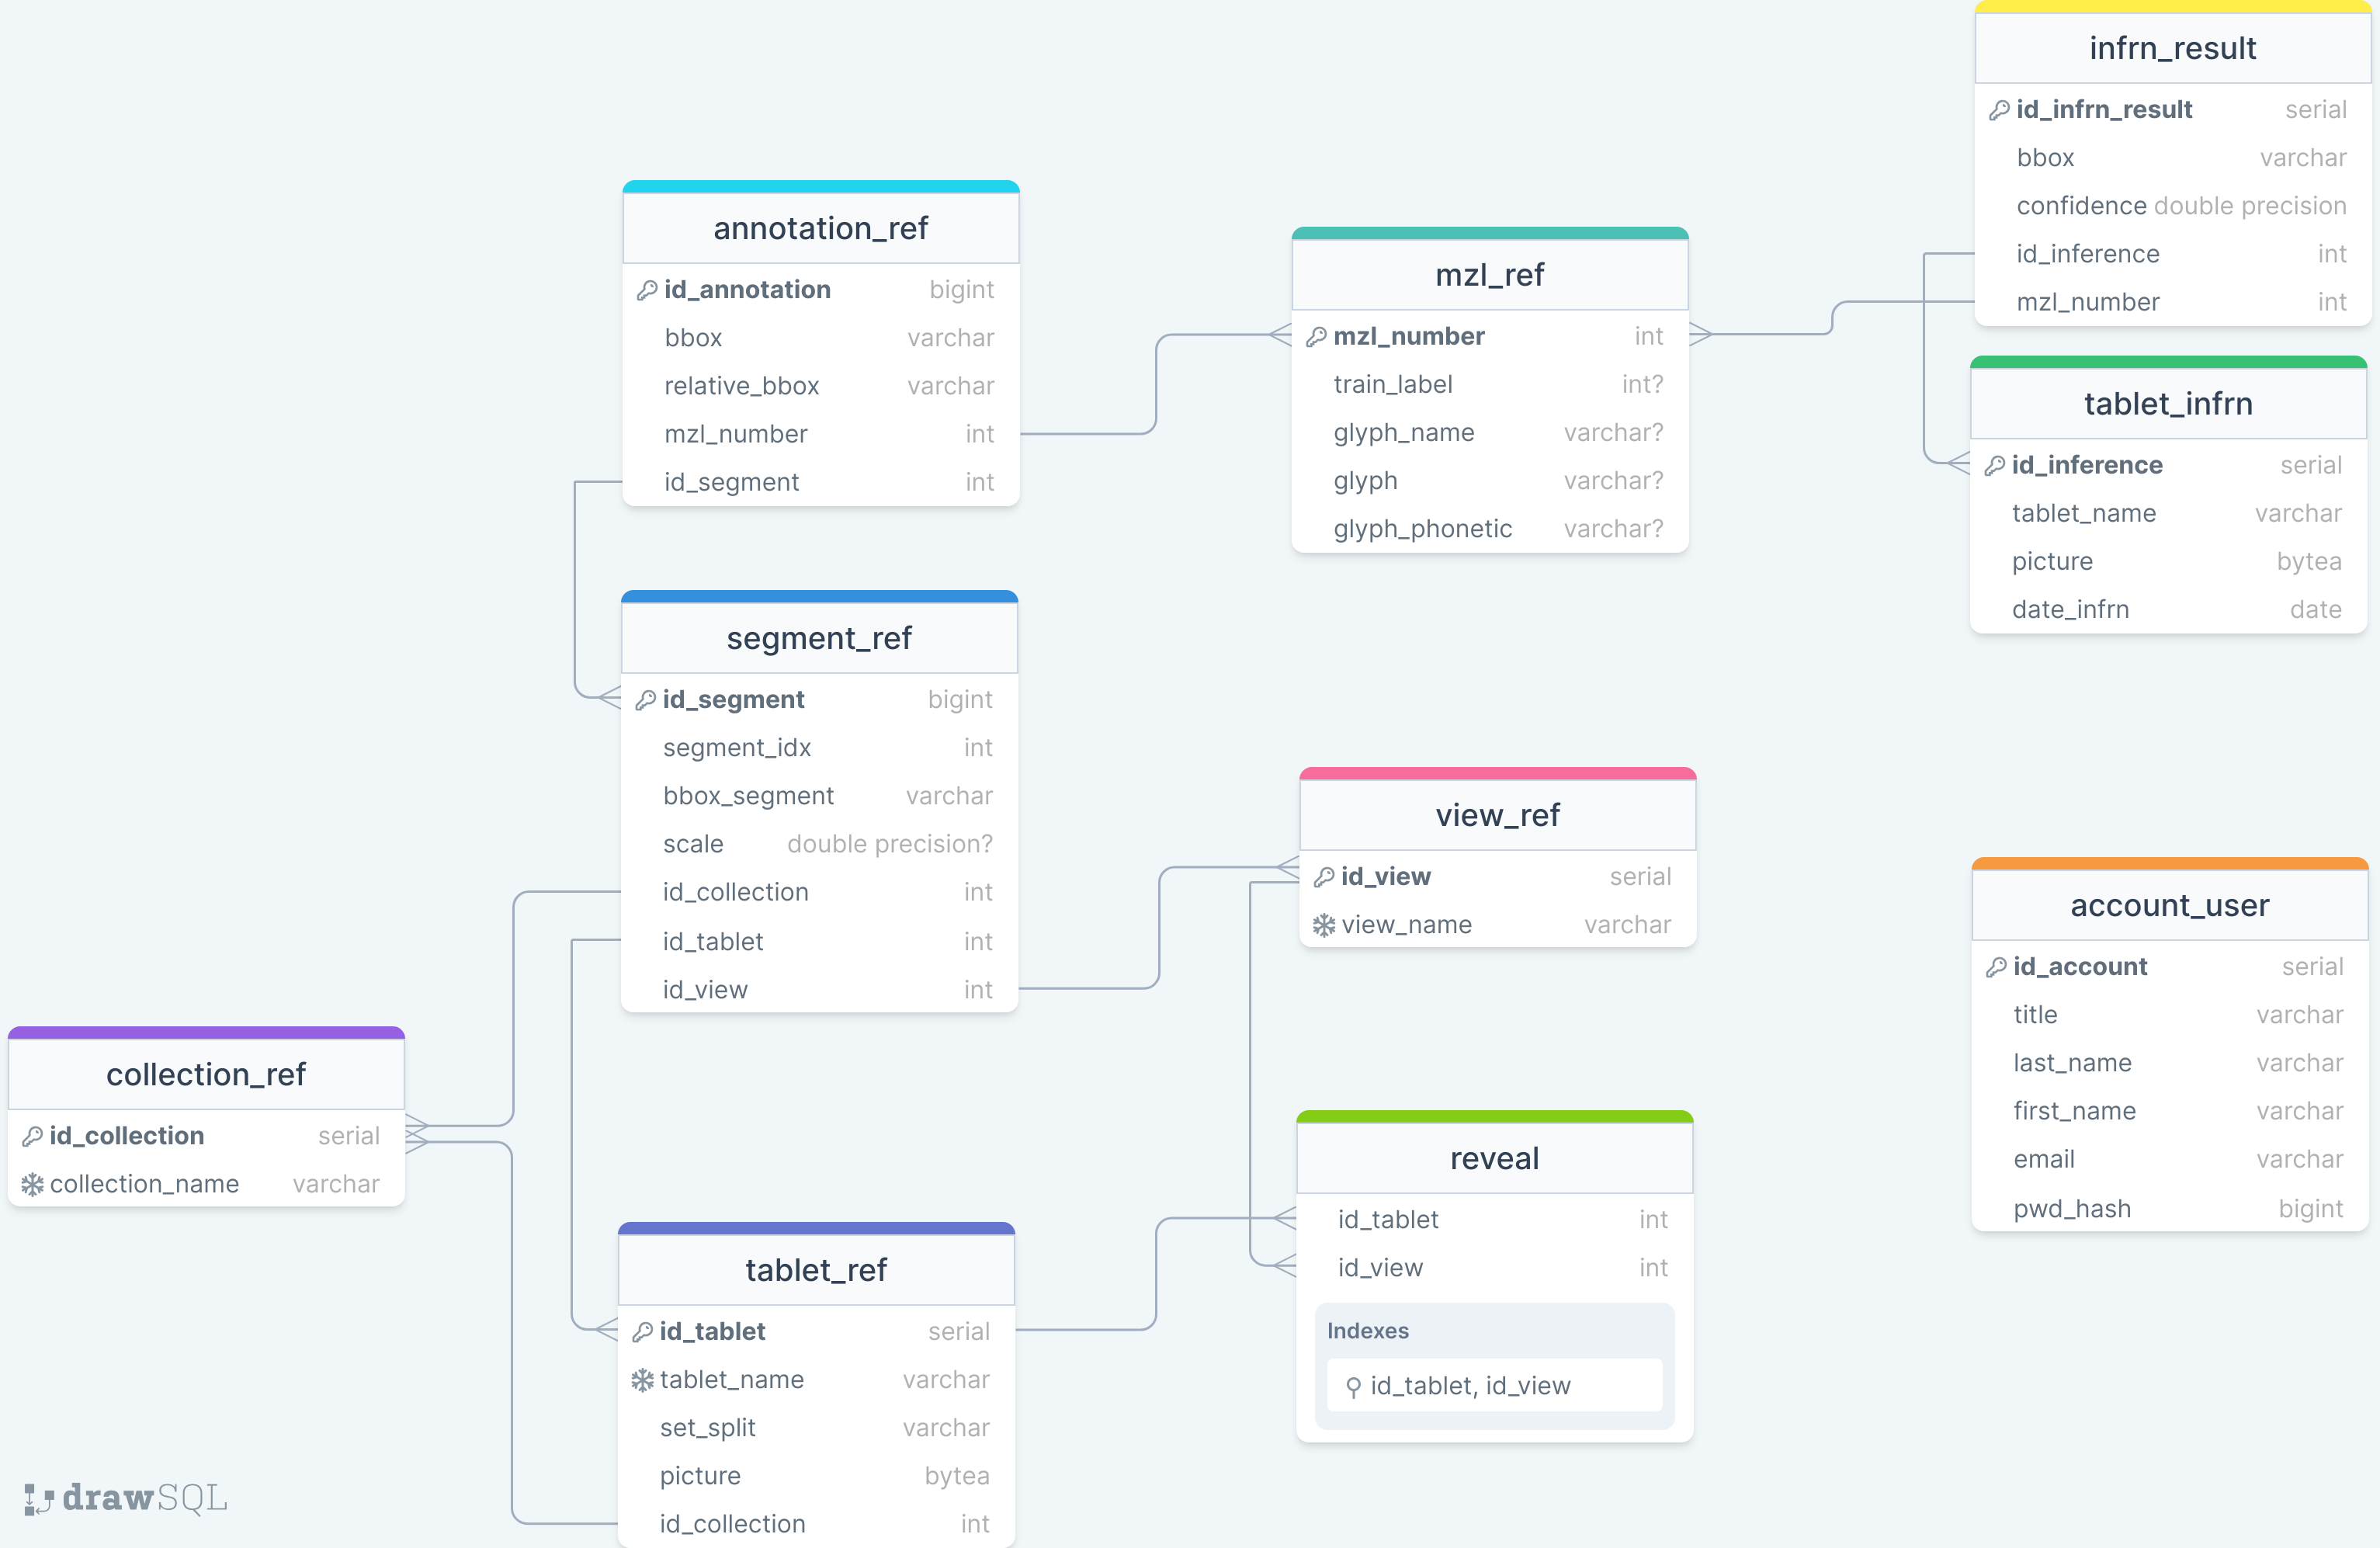 infrn_result
id_infrn_result serial
bbox varchar
confidence double precision
id_inference int
mzl_number int
annotation_ref
id_annotation bigint
bbox varchar
relative_bbox varchar
mzl_number int
id_segment int
mzl_ref
mzl_number int
train_label int?
glyph_name varchar?
glyph varchar?
glyph_phonetic varchar?
tablet_infrn
id_inference serial
tablet_name varchar
picture bytea
date_infrn date
segment_ref
id_segment bigint
segment_idx int
bbox_segment varchar
scale double precision?
id_collection int
id_tablet int
id_view int
view_ref
id_view serial
view_name varchar
account_user
id_account serial
title varchar
last_name varchar
first_name varchar
email varchar
pwd_hash bigint
collection_ref
id_collection serial
collection_name varchar
reveal
id_tablet int
id_view int
Indexes
id_tablet, id_view
tablet_ref
id_tablet serial
tablet_name varchar
set_split varchar
picture bytea
id_collection int
drawSQL